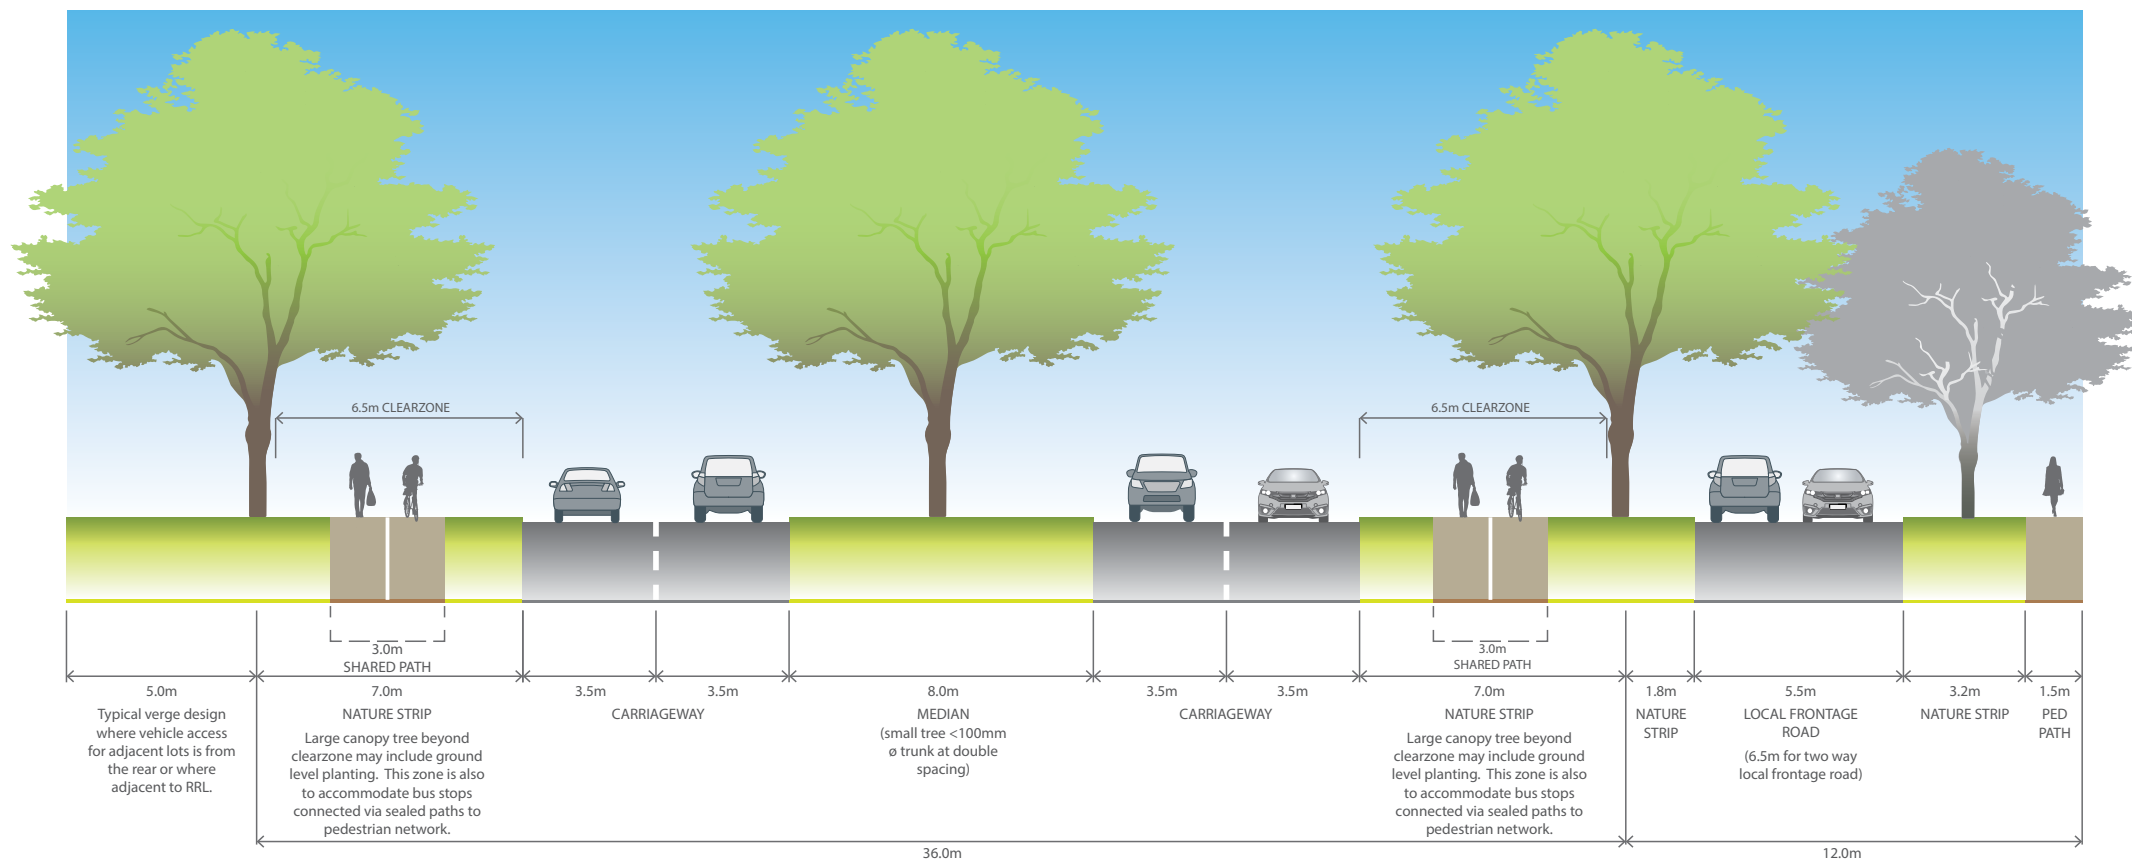 6.5m CLEARZONE
6.5m CLEARZONE
3.0m
SHARED PATH
3.0m
SHARED PATH
5.0m
7.0m
3.5m
3.5m
8.0m
3.5m
3.5m
7.0m
1.8m
5.5m
3.2m
1.5m
Typical verge design
where vehicle access
for adjacent lots is from
the rear or where
adjacent to RRL.
NATURE STRIP
Large canopy tree beyond
clearzone may include ground
level planting. This zone is also
to accommodate bus stops
connected via sealed paths to
pedestrian network.
CARRIAGEWAY
MEDIAN
(small tree <100mm
ø trunk at double
spacing)
CARRIAGEWAY
NATURE STRIP
Large canopy tree beyond
clearzone may include ground
level planting. This zone is also
to accommodate bus stops
connected via sealed paths to
pedestrian network.
NATURE
STRIP
LOCAL FRONTAGE
ROAD
(6.5m for two way
local frontage road)
NATURE STRIP
PED
PATH
36.0m
12.0m